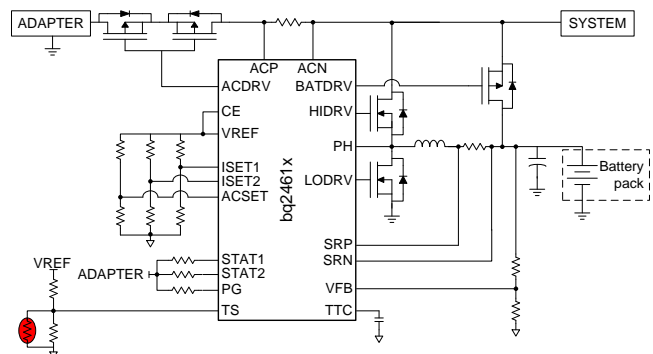 ADAPTER
SYSTEM
ACP
ACN
ACDRV
BATDRV
CE
HIDRV
VREF
PH
ISET1
ISET2
ACSET
LODRV
bq2461x
Battery
pack
SRP
SRN
VREF
ADAPTER
STAT1
STAT2
PG
VFB
TS
TTC